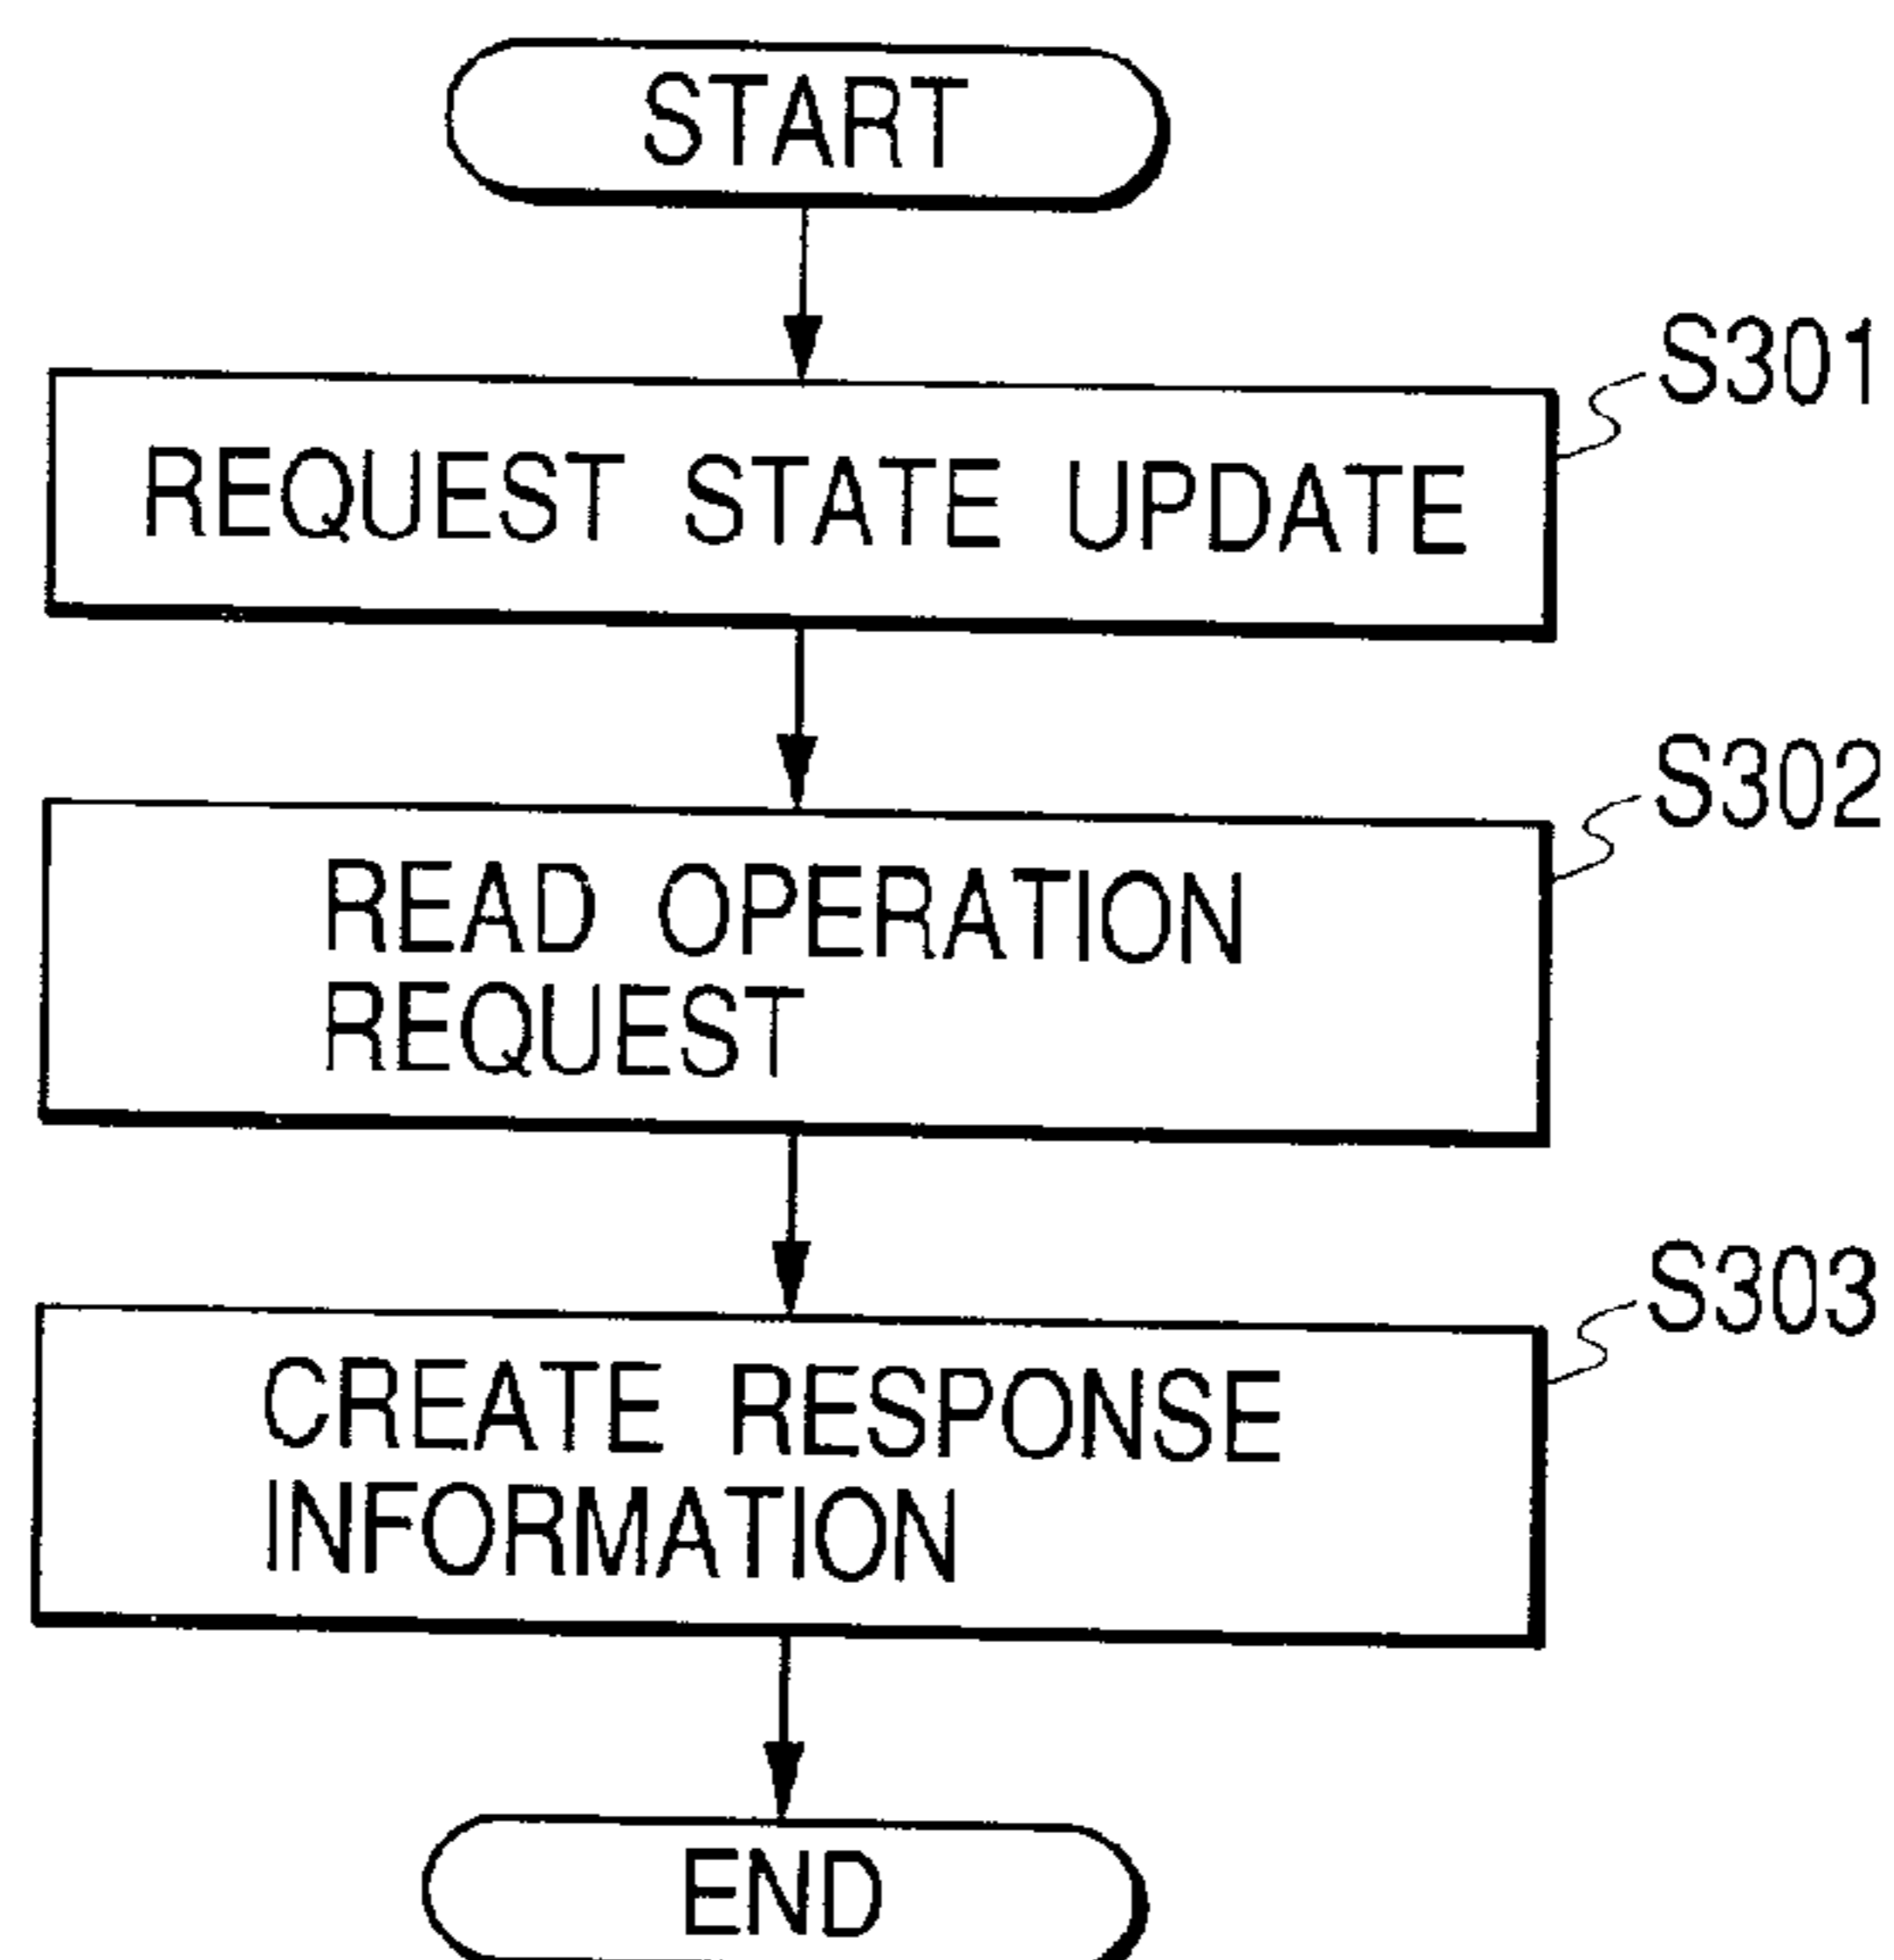 START
S301
REQUEST STATE UPDATE
S302
READ OPERATION
REQUEST
S303
CREATE RESPONSE
INFORMATION
END